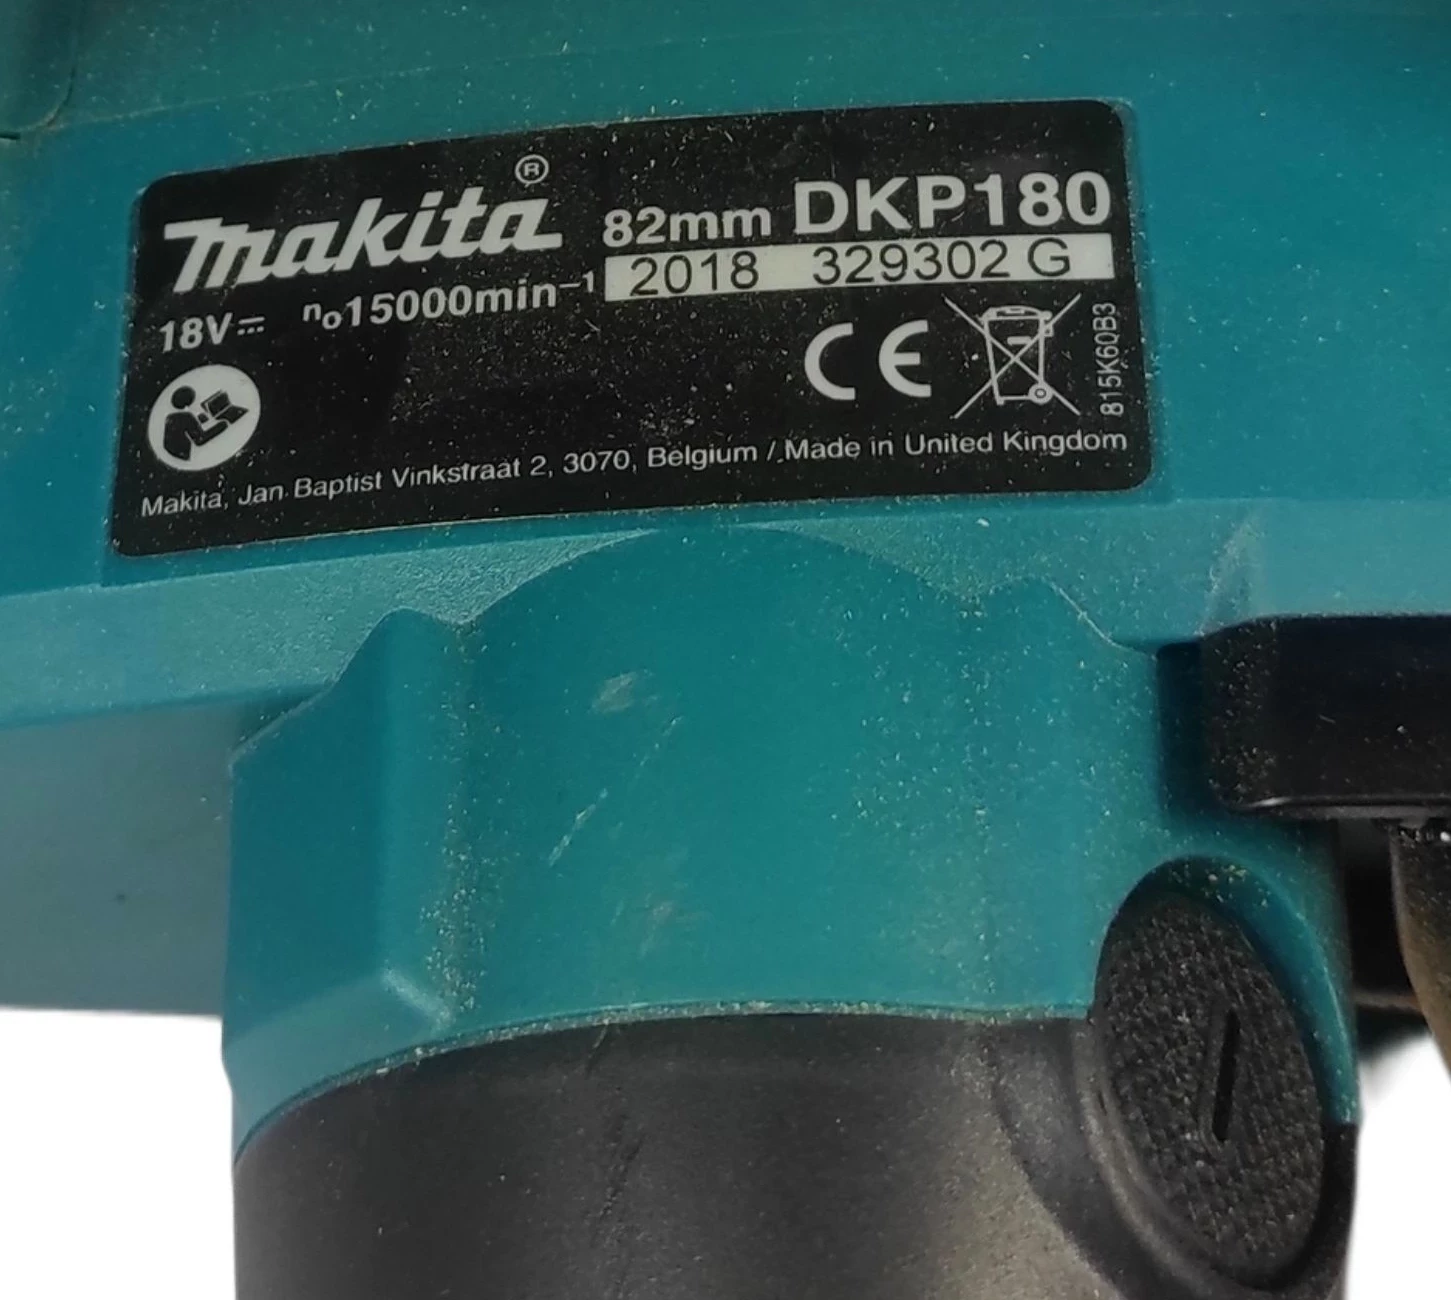 Makita® 82mm DKP180
2018 329302 G
18V⎓ n₀15000min⁻¹
CE
815K60B3
Makita, Jan Baptist Vinkstraat 2, 3070, Belgium / Made in United Kingdom